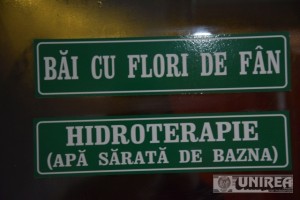 BĂI CU FLORI DE FÂN
HIDROTERAPIE
(APĂ SĂRATĂ DE BAZNA)
UNIREA